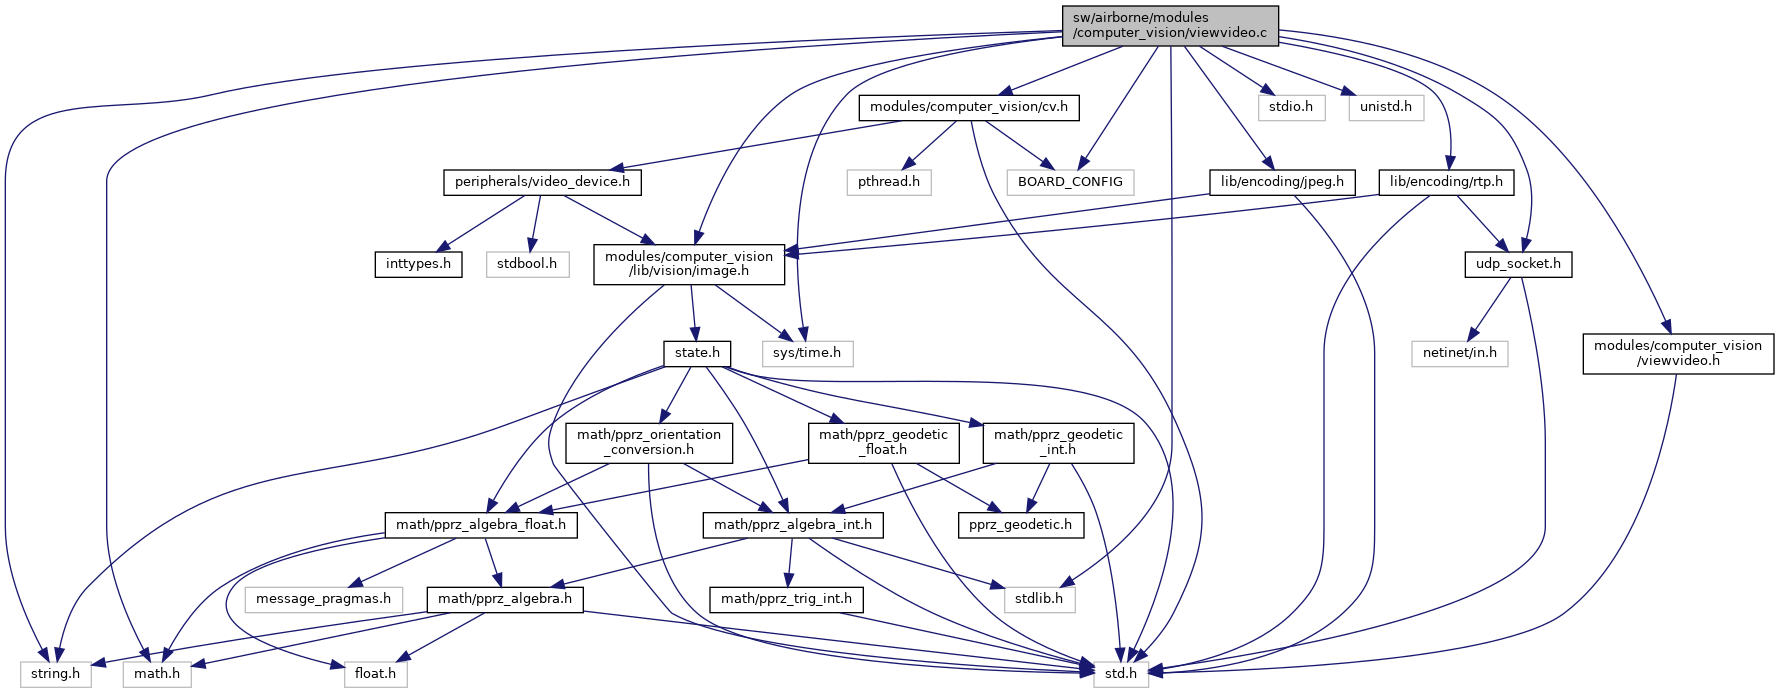 sw/airborne/modules
/computer_vision/viewvideo.c
modules/computer_vision/cv.h
stdio.h
unistd.h
peripherals/video_device.h
pthread.h
BOARD_CONFIG
lib/encoding/jpeg.h
lib/encoding/rtp.h
inttypes.h
stdbool.h
modules/computer_vision
/lib/vision/image.h
udp_socket.h
state.h
sys/time.h
netinet/in.h
modules/computer_vision
/viewvideo.h
math/pprz_orientation
_conversion.h
math/pprz_geodetic
_float.h
math/pprz_geodetic
_int.h
math/pprz_algebra_float.h
math/pprz_algebra_int.h
pprz_geodetic.h
message_pragmas.h
math/pprz_algebra.h
math/pprz_trig_int.h
stdlib.h
string.h
math.h
float.h
std.h